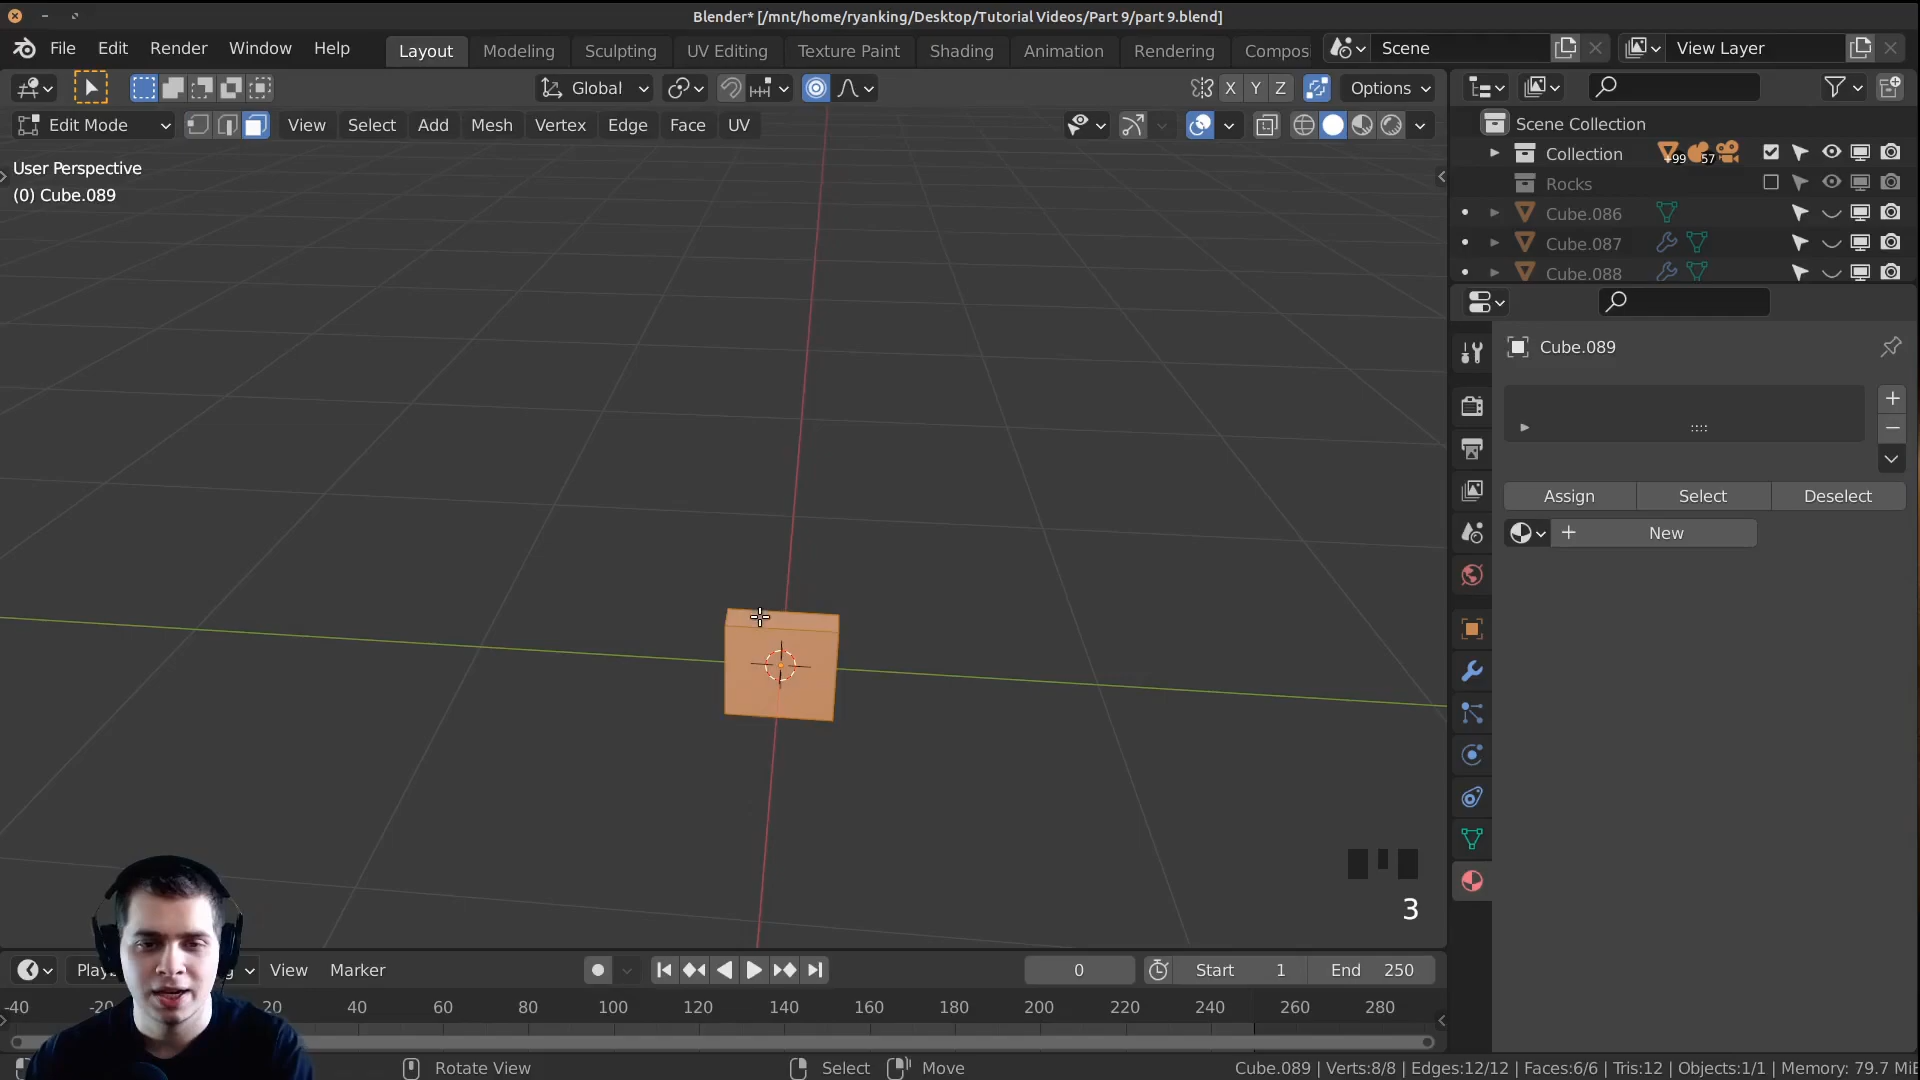 Blender* [/mnt/home/ryanking/Desktop/Tutorial Videos/Part 9/part 9.blend]
File Edit Render Window Help Layout Modeling Sculpting UV Editing Texture Paint Shading Animation Rendering Compos Scene View Layer
Global X Y Z Options
Edit Mode View Select Add Mesh Vertex Edge Face UV
User Perspective
(0) Cube.089
Scene Collection
Collection +99 57
Rocks
Cube.086
Cube.087
Cube.088
Cube.089
Assign Select Deselect
New
3
View Marker 0 Start 1 End 250
-40 -20 20 40 60 80 100 120 140 160 180 200 220 240 260 280
Rotate View Select Move Cube.089 | Verts:8/8 | Edges:12/12 | Faces:6/6 | Tris:12 | Objects:1/1 | Memory: 79.7 MiB